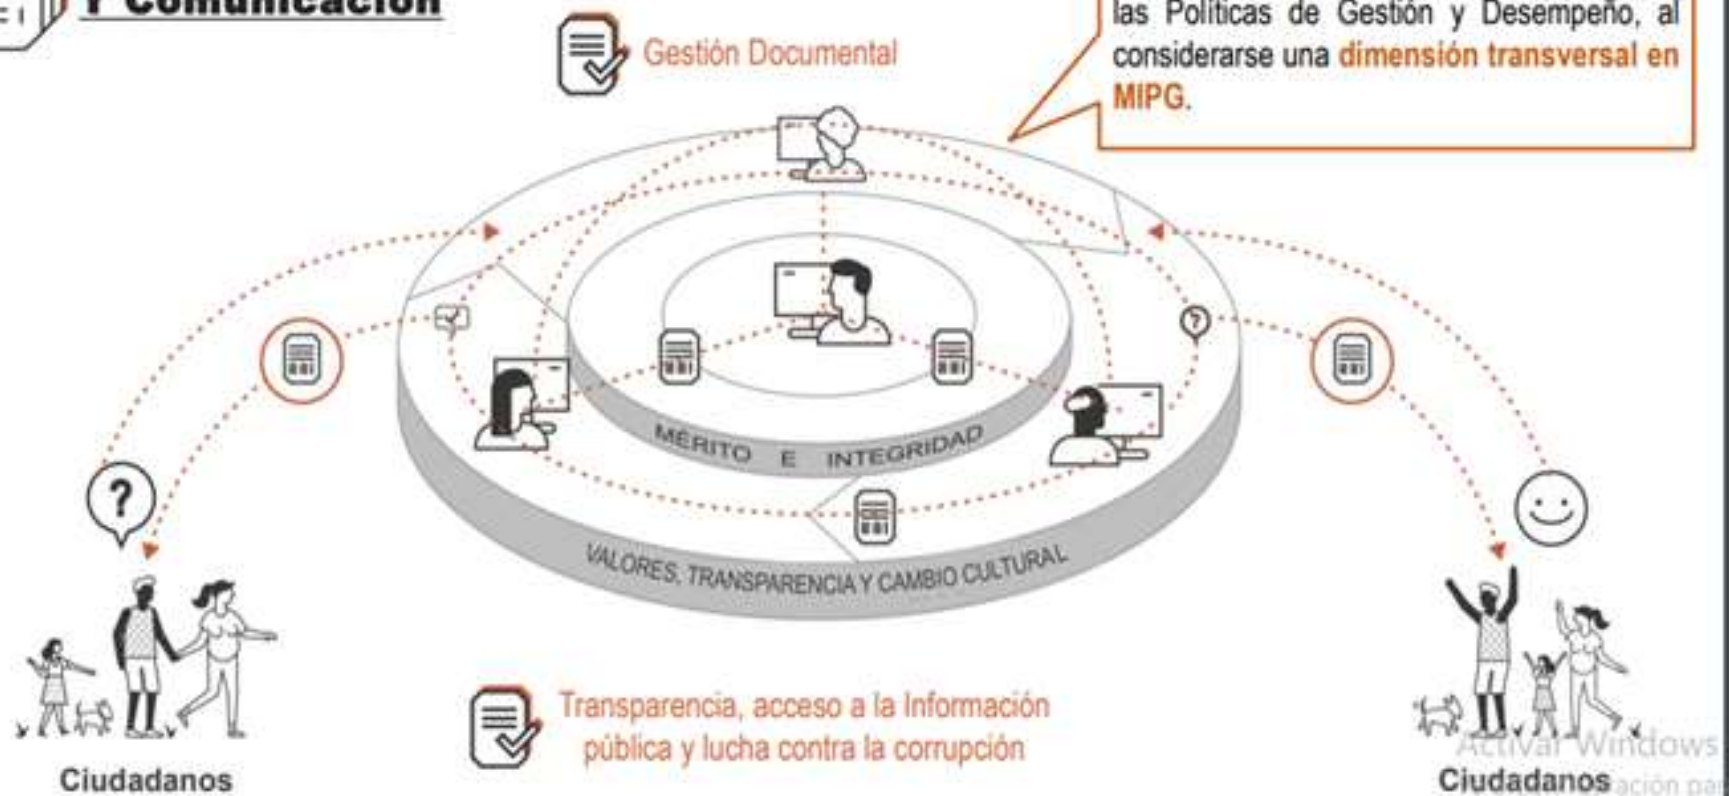 Y Comunicación
las Políticas de Gestión y Desempeño, al
considerarse una dimensión transversal en
MIPG.
Gestión Documental
?
?
MÉRITO E INTEGRIDAD
VALORES, TRANSPARENCIA Y CAMBIO CULTURAL
Transparencia, acceso a la Información
pública y lucha contra la corrupción
Ciudadanos
Ciudadanos
Activar Windows